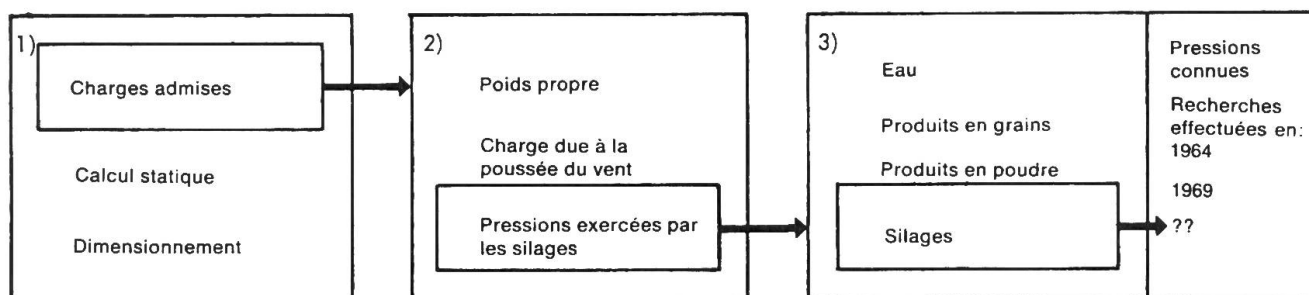 1)
Charges admises
Calcul statique
Dimensionnement
2)
Poids propre
Charge due à la
poussée du vent
Pressions exercées par
les silages
3)
Eau
Produits en grains
Produits en poudre
Silages
Pressions
connues
Recherches
effectuées en:
1964
1969
??